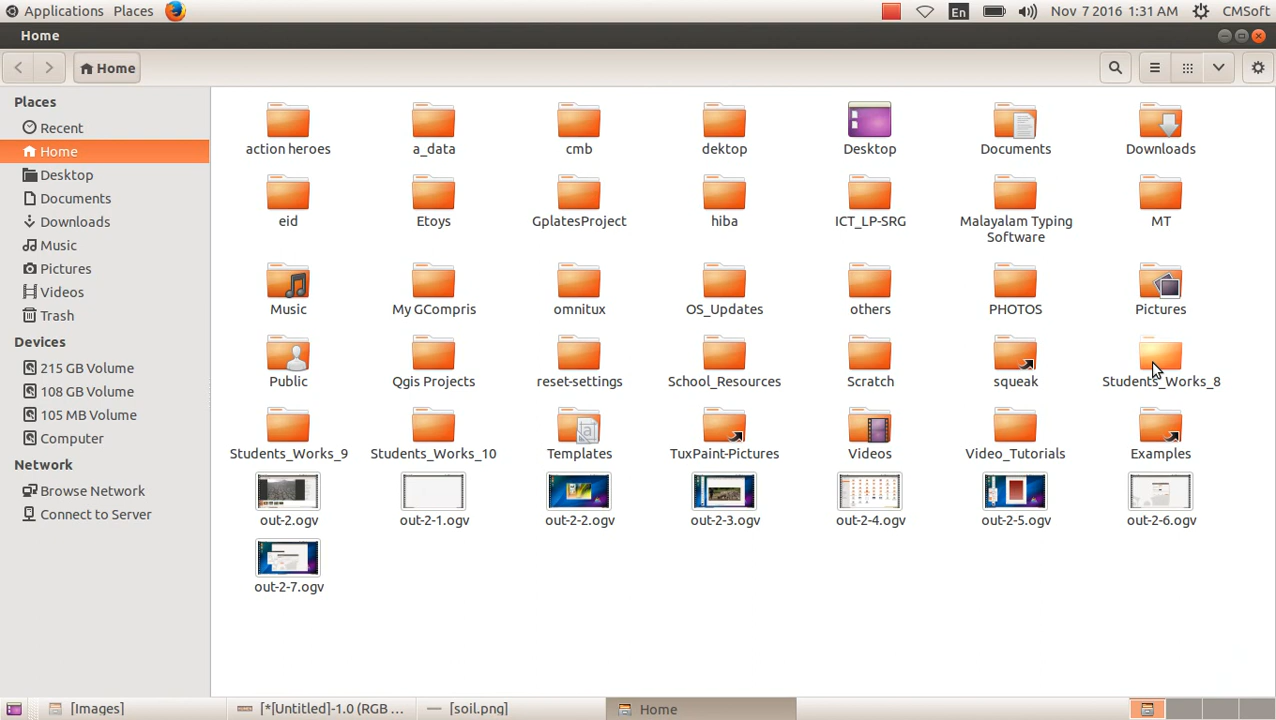 Applications Places En Nov 7 2016 1:31 AM CMSoft
Home
Home
Places
Recent
Home
Desktop
Documents
Downloads
Music
Pictures
Videos
Trash
Devices
215 GB Volume
108 GB Volume
105 MB Volume
Computer
Network
Browse Network
Connect to Server
action heroes a_data cmb dektop Desktop Documents Downloads
eid Etoys GplatesProject hiba ICT_LP-SRG Malayalam Typing Software MT
Music My GCompris omnitux OS_Updates others PHOTOS Pictures
Public Qgis Projects reset-settings School_Resources Scratch squeak Students_Works_8
Students_Works_9 Students_Works_10 Templates TuxPaint-Pictures Videos Video_Tutorials Examples
out-2.ogv out-2-1.ogv out-2-2.ogv out-2-3.ogv out-2-4.ogv out-2-5.ogv out-2-6.ogv
out-2-7.ogv
[Images] [*[Untitled]-1.0 (RGB ... [soil.png] Home